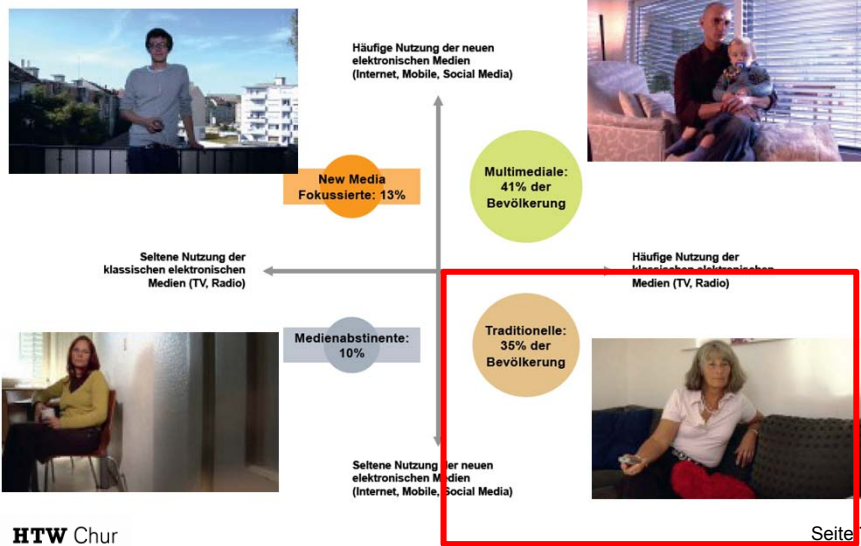 Häufige Nutzung der neuen
elektronischen Medien
(Internet, Mobile, Social Media)
New Media
Fokussierte: 13%
Multimediale:
41% der
Bevölkerung
Seltene Nutzung der
klassischen elektronischen
Medien (TV, Radio)
Häufige Nutzung der
klassischen elektronischen
Medien (TV, Radio)
Medienabstinente:
10%
Traditionelle:
35% der
Bevölkerung
Seltene Nutzung der neuen
elektronischen Medien
(Internet, Mobile, Social Media)
HTW Chur
Seite